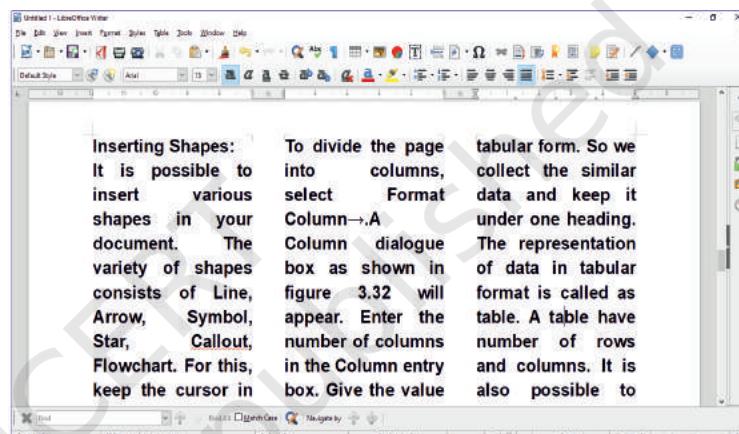 Untitled 1 - LibreOffice Writer
File Edit View Insert Format Styles Table Tools Window Help
Default Style Arial 13
Inserting Shapes:
It is possible to
insert various
shapes in your
document. The
variety of shapes
consists of Line,
Arrow, Symbol,
Star, Callout,
Flowchart. For this,
keep the cursor in
To divide the page
into columns,
select Format
Column→.A
Column dialogue
box as shown in
figure 3.32 will
appear. Enter the
number of columns
in the Column entry
box. Give the value
tabular form. So we
collect the similar
data and keep it
under one heading.
The representation
of data in tabular
format is called as
table. A table have
number of rows
and columns. It is
also possible to
Find Find All Match Case Navigate by